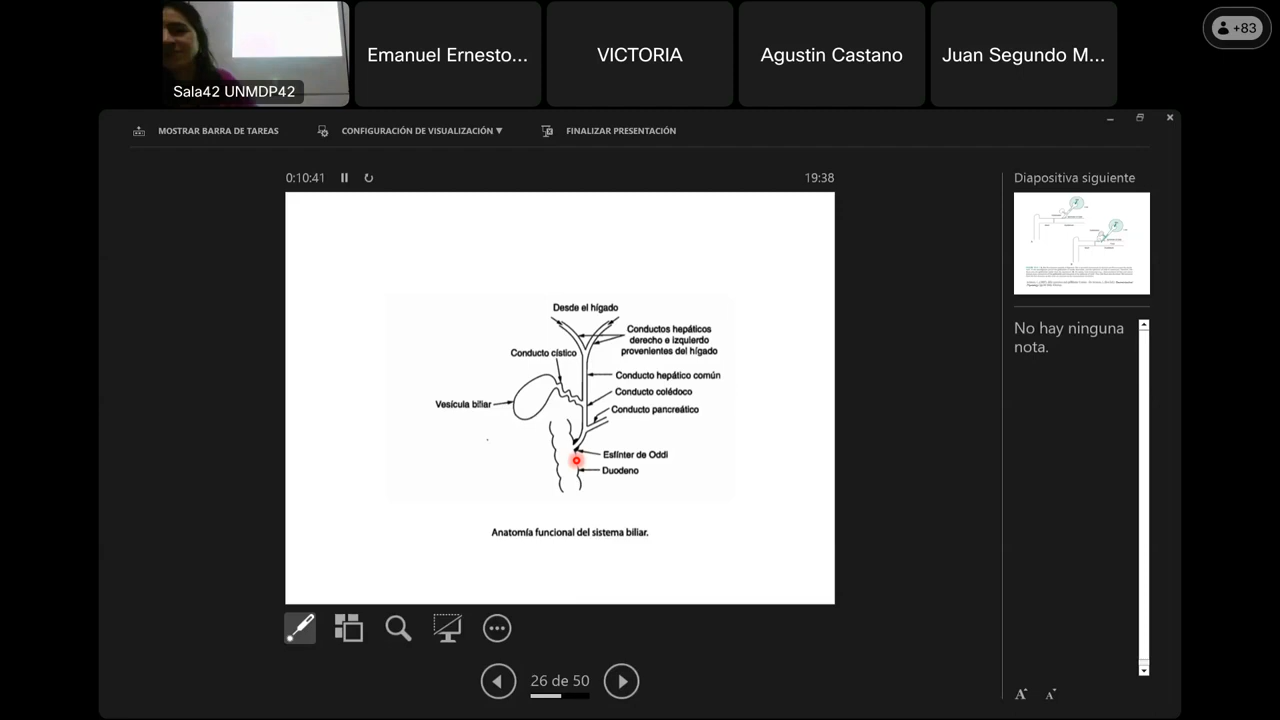 Sala42 UNMDP42
Emanuel Ernesto...
VICTORIA
Agustin Castano
Juan Segundo M...
+83
MOSTRAR BARRA DE TAREAS
CONFIGURACIÓN DE VISUALIZACIÓN ▼
FINALIZAR PRESENTACIÓN
0:10:41
19:38
Desde el hígado
Conductos hepáticos
derecho e izquierdo
provenientes del hígado
Conducto cístico
Conducto hepático común
Conducto colédoco
Vesícula biliar
Conducto pancreático
Esfínter de Oddi
Duodeno
Anatomía funcional del sistema biliar.
26 de 50
Diapositiva siguiente
No hay ninguna
nota.
A
A